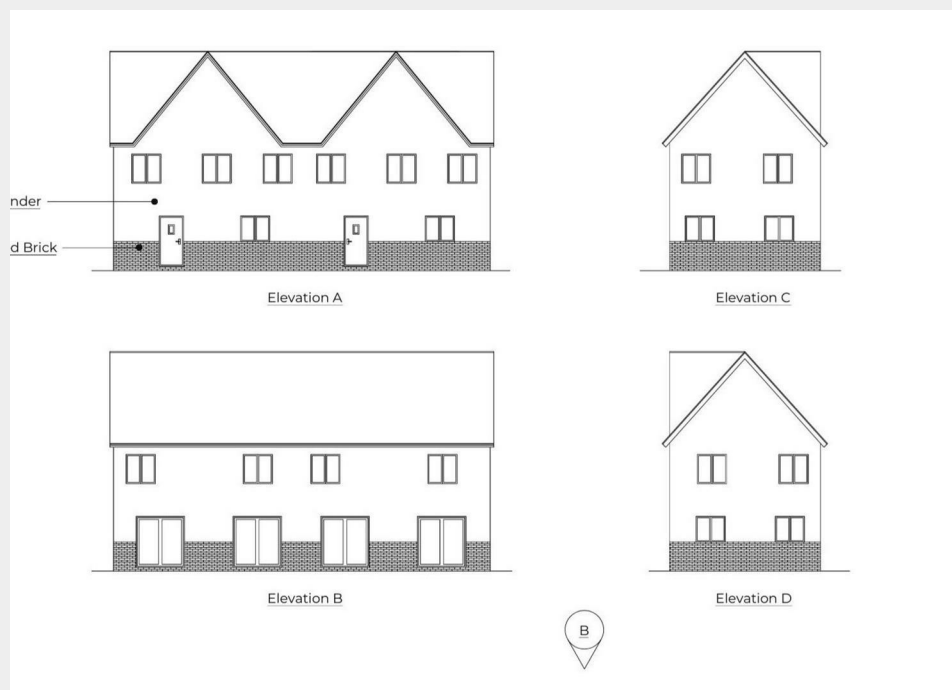 nder
d Brick
Elevation A
Elevation C
Elevation B
Elevation D
B